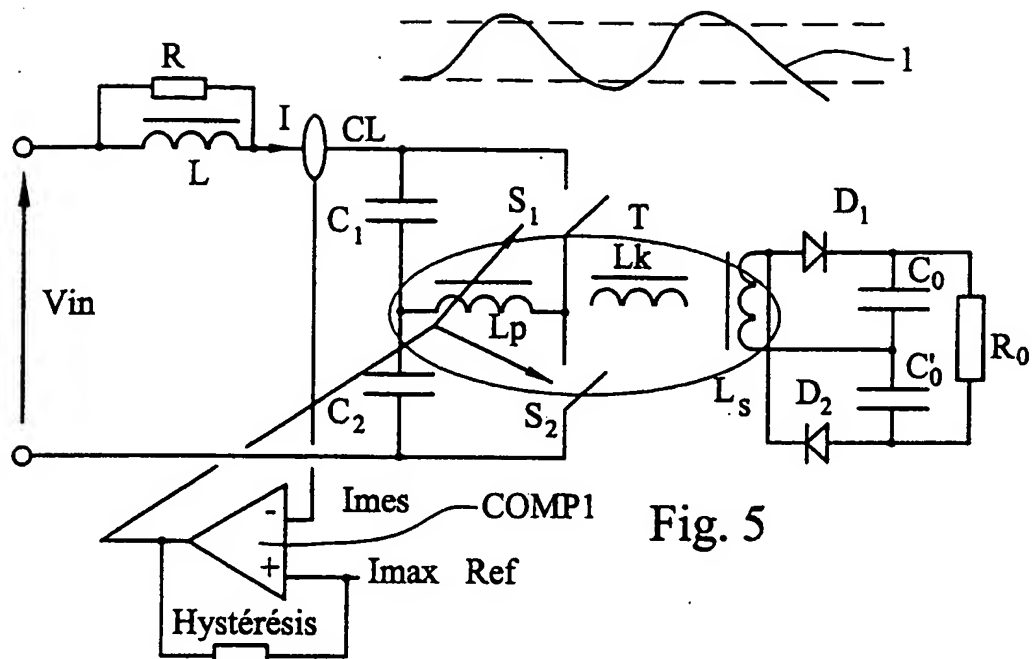 1
R
I
CL
L
C1
S1
T
D1
Lk
C0
Vin
Lp
R0
C2
S2
Ls
D2
C'0
-
Imes
COMP1
Fig. 5
+
Imax Ref
Hystérésis